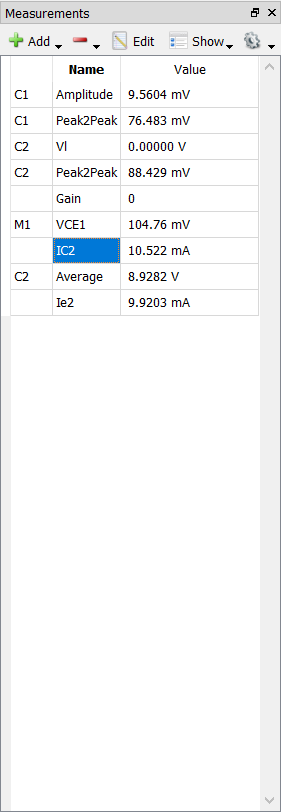 Measurements
Add Edit Show
Name Value
C1 Amplitude 9.5604 mV
C1 Peak2Peak 76.483 mV
C2 Vl 0.00000 V
C2 Peak2Peak 88.429 mV
Gain 0
M1 VCE1 104.76 mV
IC2 10.522 mA
C2 Average 8.9282 V
Ie2 9.9203 mA